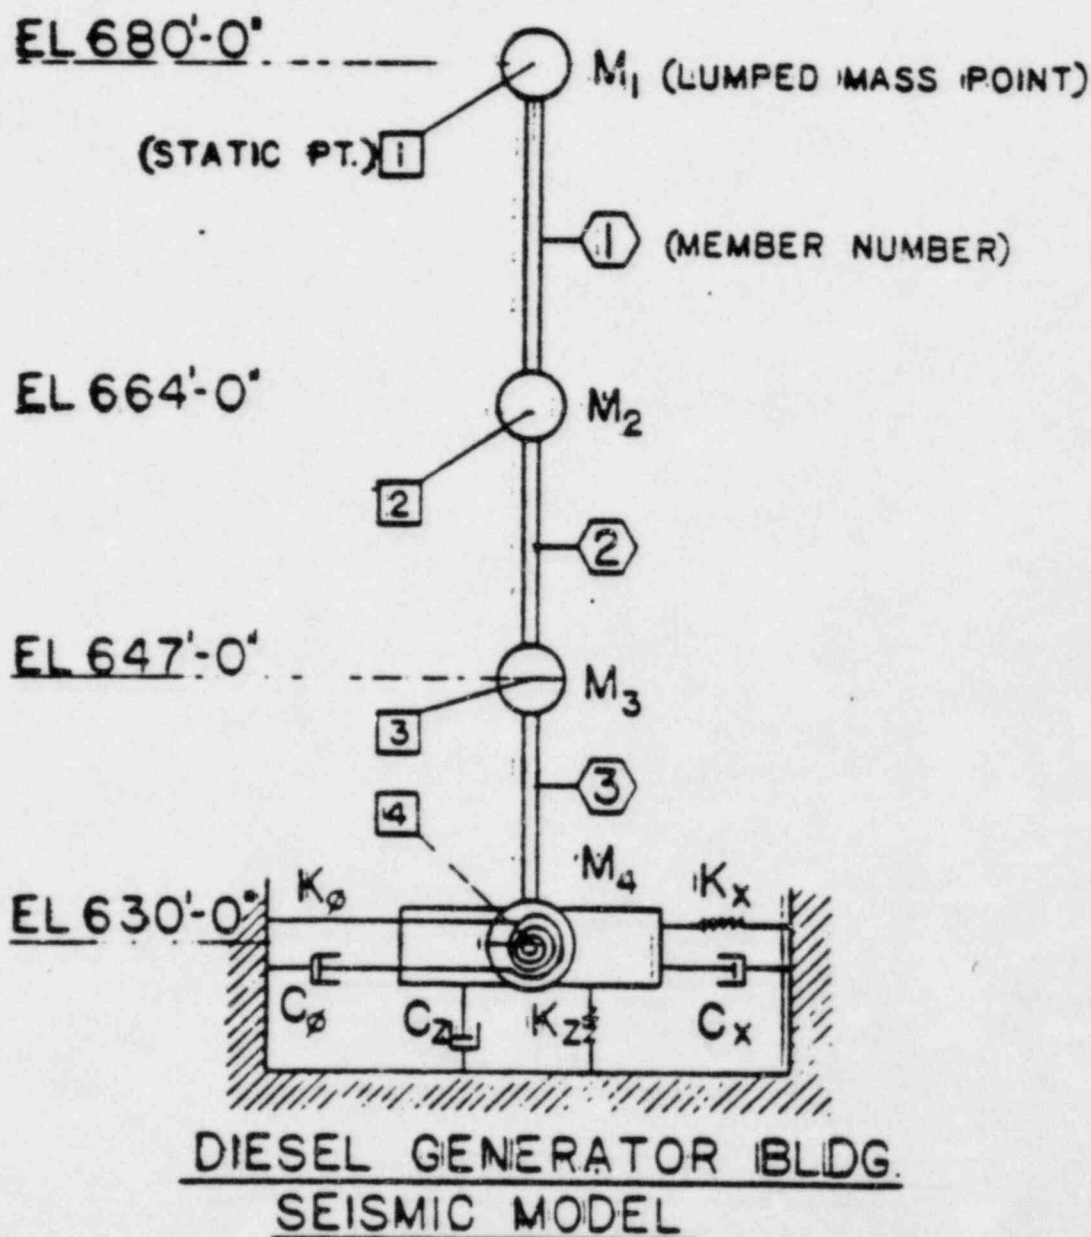 EL 680'-0"
M₁ (LUMPED MASS POINT)
(STATIC PT.) 1
1 (MEMBER NUMBER)
EL 664'-0"
M₂
2
2
EL 647'-0"
M₃
3
3
4
M₄
EL 630'-0"
Kø
Kx
Cø
Cz
Kz
Cx
DIESEL GENERATOR BLDG.
SEISMIC MODEL